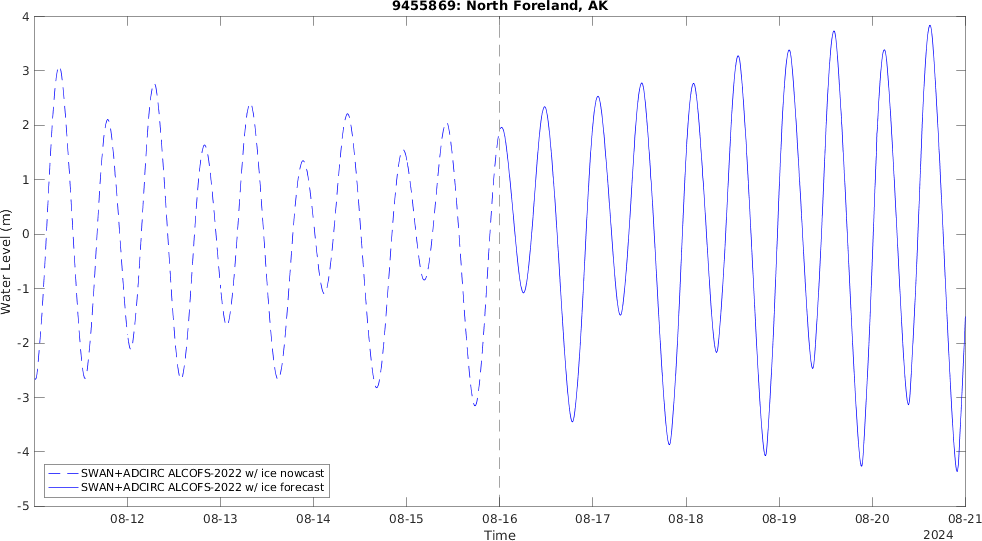 9455869: North Foreland, AK
4
3
2
1
0
-1
-2
-3
-4
-5
Water Level (m)
SWAN+ADCIRC ALCOFS-2022 w/ ice nowcast
SWAN+ADCIRC ALCOFS-2022 w/ ice forecast
08-12 08-13 08-14 08-15 08-16 08-17 08-18 08-19 08-20 08-21
Time
2024